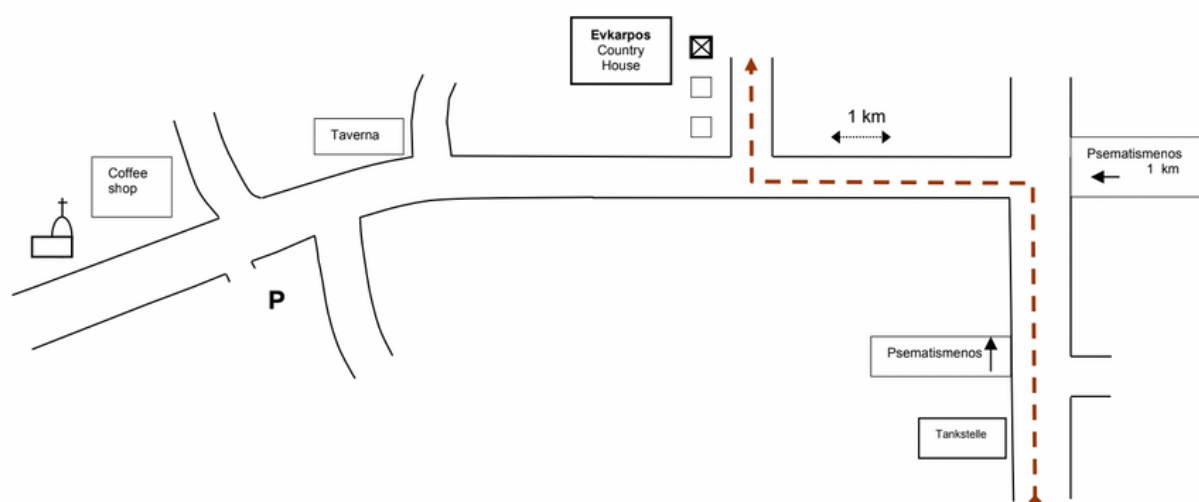 Evkarpos
Country
House
1 km
Taverna
Psematismenos
1 km
Coffee
shop
P
Psematismenos
Tankstelle